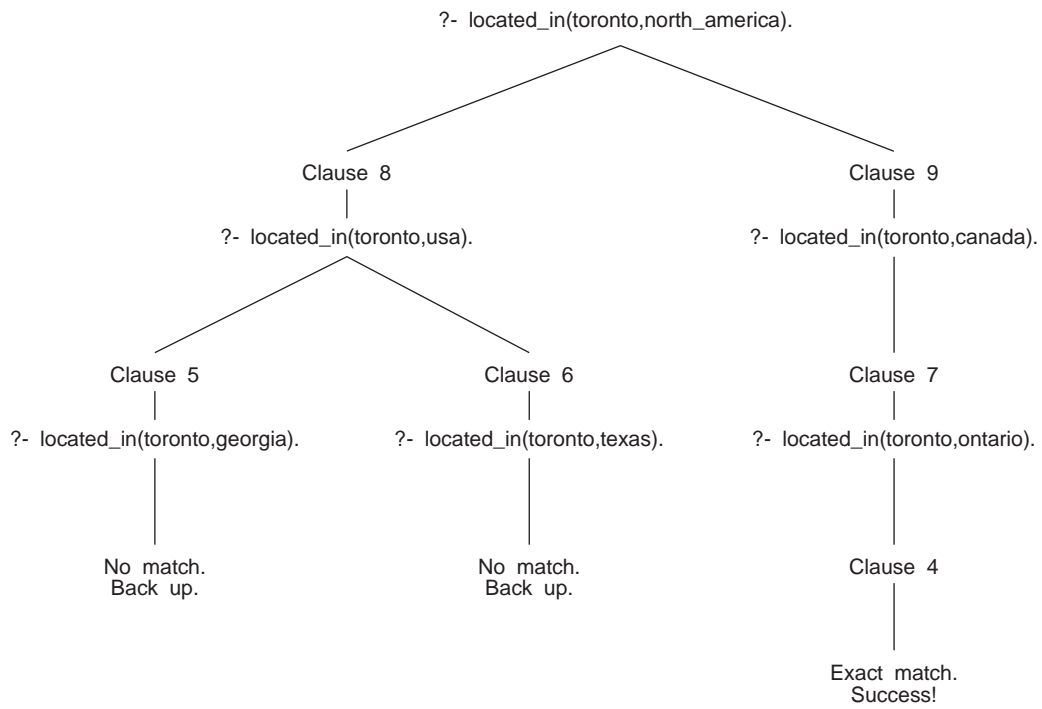 ?- located_in(toronto,north_america).
Clause 8
Clause 9
?- located_in(toronto,usa).
?- located_in(toronto,canada).
Clause 5
Clause 6
Clause 7
?- located_in(toronto,georgia).
?- located_in(toronto,texas).
?- located_in(toronto,ontario).
No match.
Back up.
No match.
Back up.
Clause 4
Exact match.
Success!